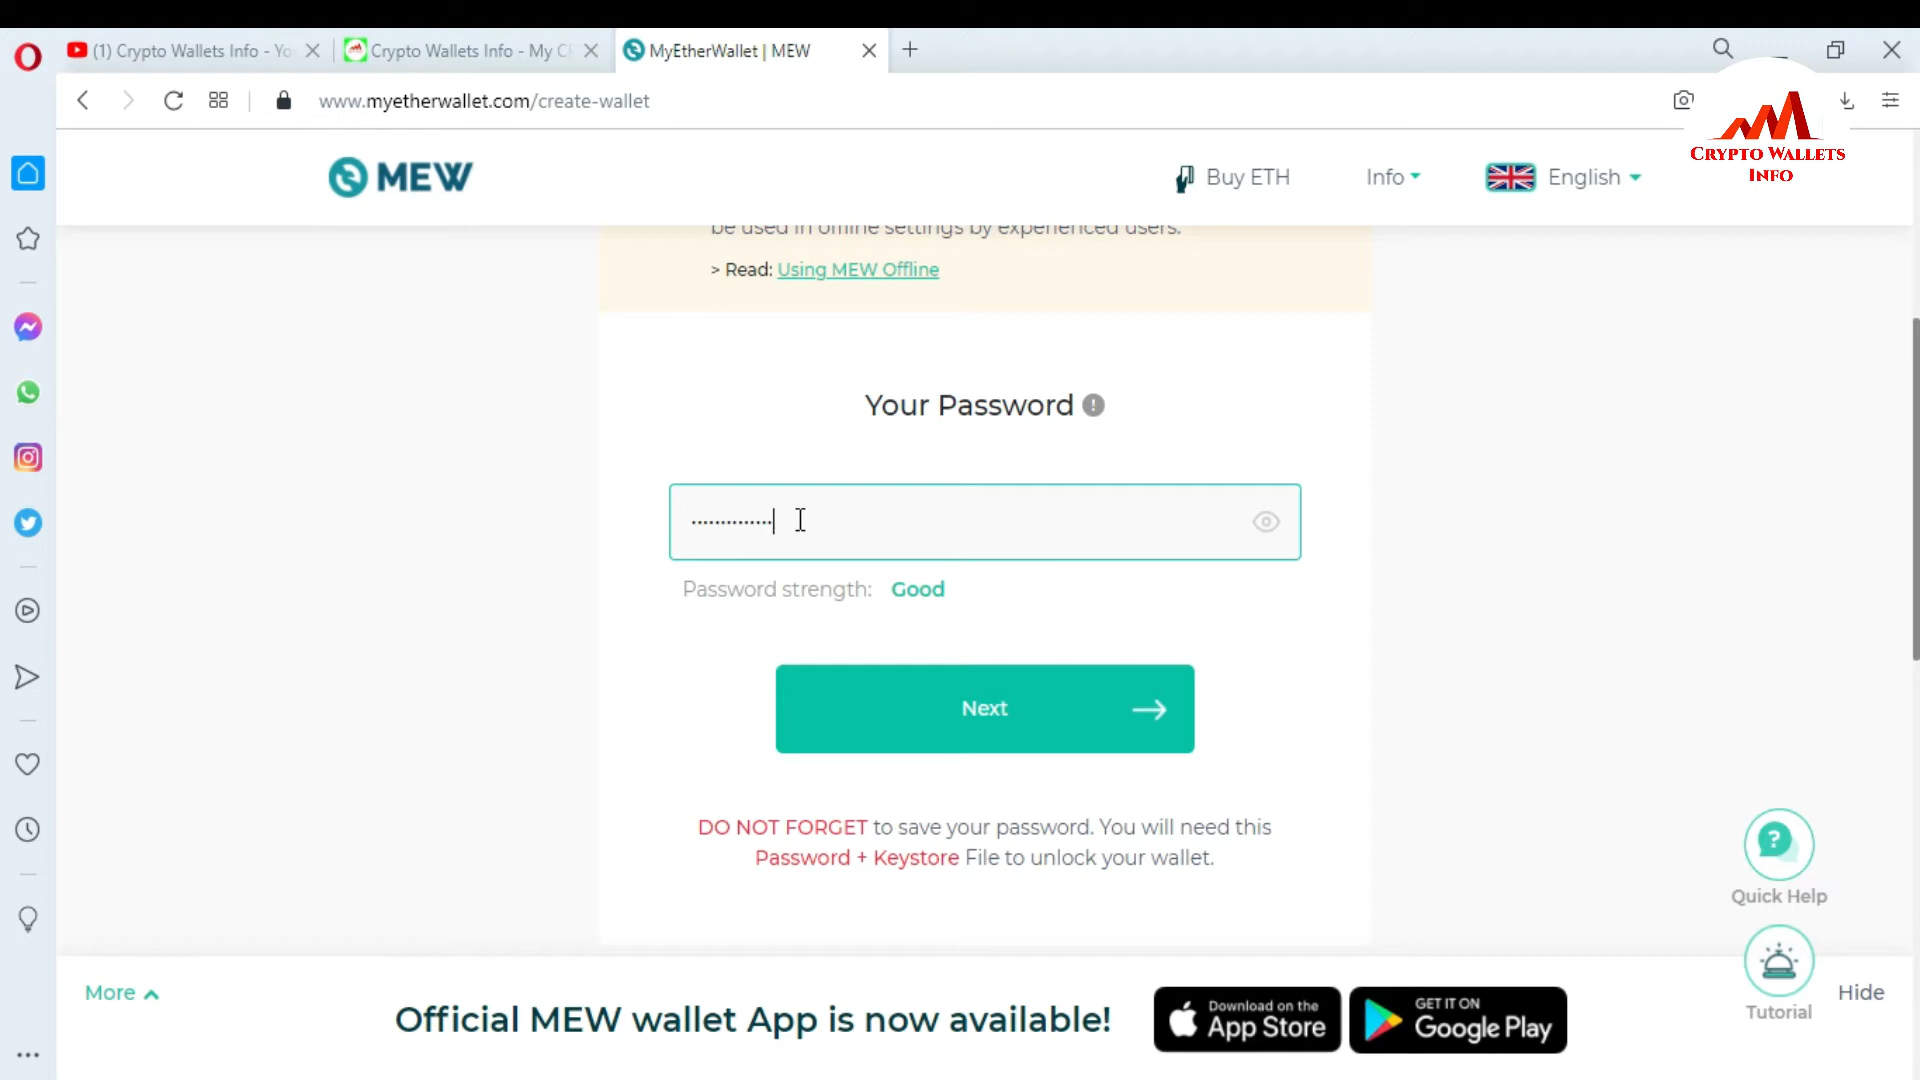 (1) Crypto Wallets Info - Yo
Crypto Wallets Info - My C
MyEtherWallet | MEW
www.myetherwallet.com/create-wallet
CRYPTO WALLETS
INFO
MEW
Buy ETH
Info
English
be used in offline settings by experienced users.
> Read: Using MEW Offline
Your Password
Password strength: Good
Next
DO NOT FORGET to save your password. You will need this
Password + Keystore File to unlock your wallet.
Quick Help
Tutorial
Hide
More
Official MEW wallet App is now available!
Download on the
App Store
GET IT ON
Google Play